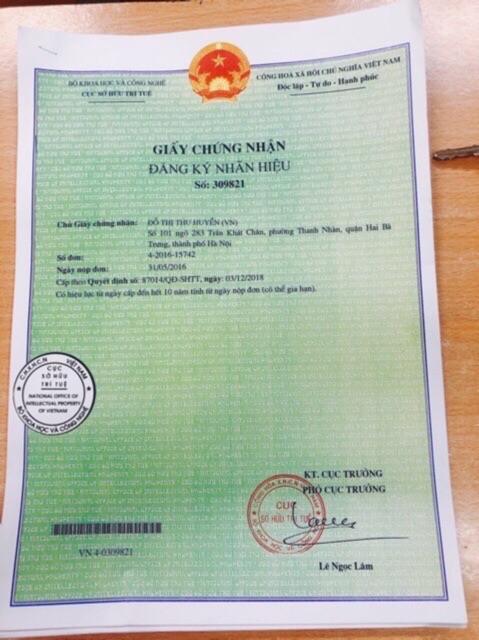 BỘ KHOA HỌC VÀ CÔNG NGHỆ
CỤC SỞ HỮU TRÍ TUỆ
CỘNG HOÀ XÃ HỘI CHỦ NGHĨA VIỆT NAM
Độc lập - Tự do - Hạnh phúc
GIẤY CHỨNG NHẬN
ĐĂNG KÝ NHÃN HIỆU
Số: 309821
Chủ Giấy chứng nhận: ĐỖ THỊ THU HUYỀN (VN)
Số 101 ngõ 283 Trần Khát Chân, phường Thanh Nhàn, quận Hai Bà
Trưng, thành phố Hà Nội
Số đơn: 4-2016-15742
Ngày nộp đơn: 31/05/2016
Cấp theo Quyết định số: 87014/QĐ-SHTT, ngày: 03/12/2018
Có hiệu lực từ ngày cấp đến hết 10 năm tính từ ngày nộp đơn (có thể gia hạn).
C.H.X.H.C.N VIỆT NAM
CỤC
SỞ HỮU
TRÍ TUỆ
NATIONAL OFFICE OF
INTELLECTUAL PROPERTY
OF VIETNAM
BỘ KHOA HỌC VÀ CÔNG NGHỆ
KT. CỤC TRƯỞNG
PHÓ CỤC TRƯỞNG
CỤC
SỞ HỮU TRÍ TUỆ
Lê Ngọc Lâm
VN 4-0309821